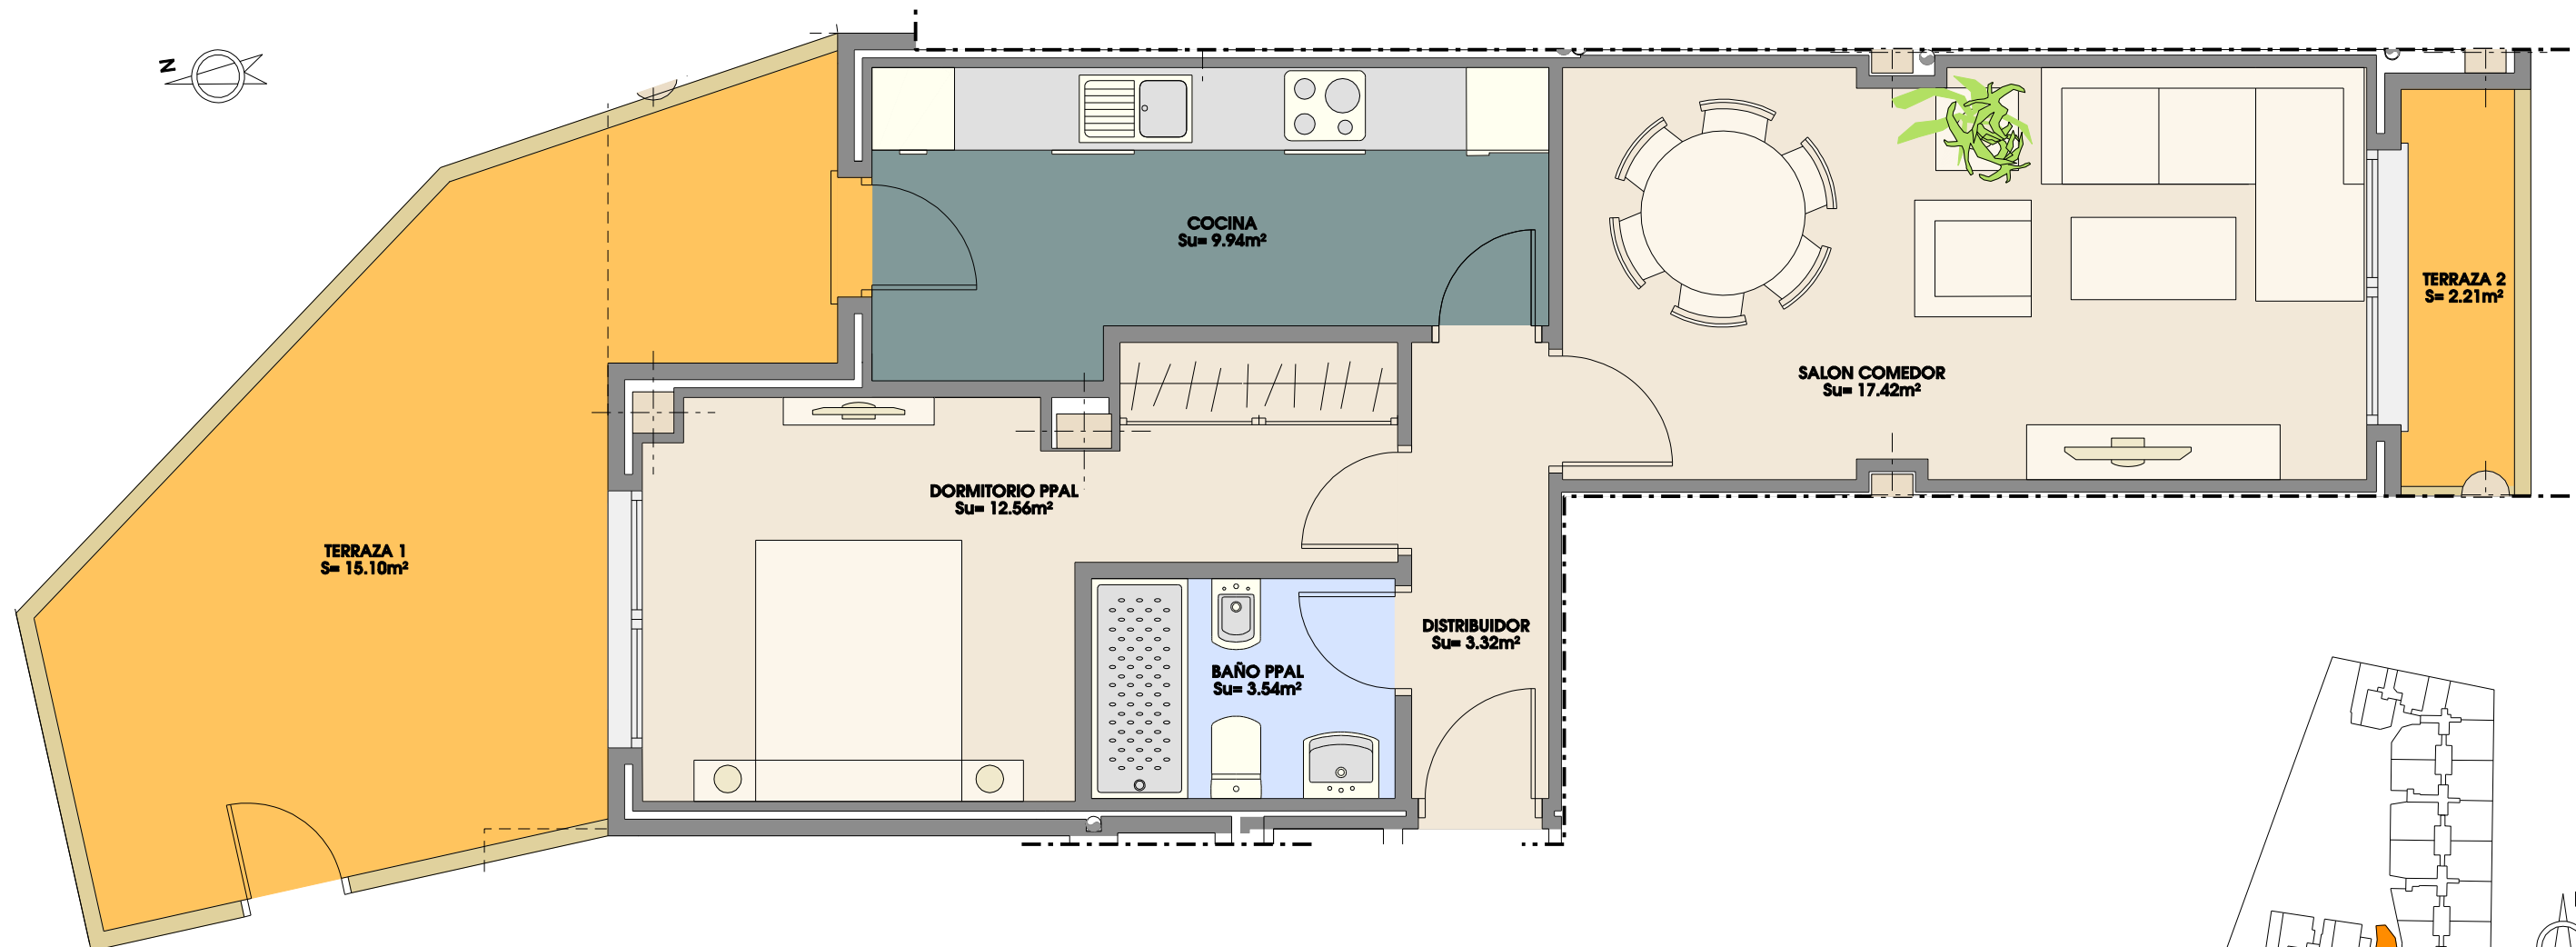 N
COCINA
Su= 9.94m²
TERRAZA 2
S= 2.21m²
SALON COMEDOR
Su= 17.42m²
DORMITORIO PPAL
Su= 12.56m²
TERRAZA 1
S= 15.10m²
DISTRIBUIDOR
Su= 3.32m²
BAÑO PPAL
Su= 3.54m²